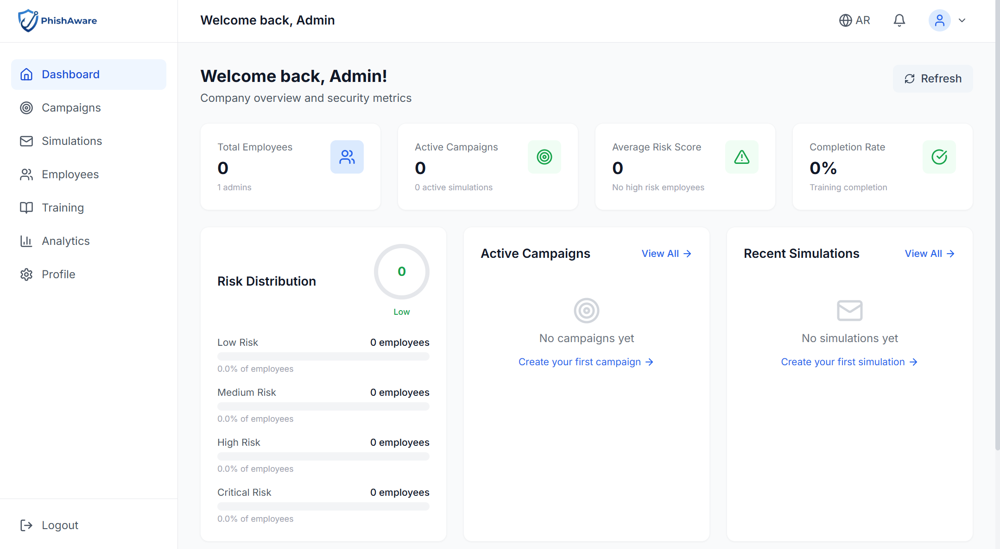 PhishAware
Welcome back, Admin
AR
Dashboard
Campaigns
Simulations
Employees
Training
Analytics
Profile
Logout
Welcome back, Admin!
Company overview and security metrics
Refresh
Total Employees
0
1 admins
Active Campaigns
0
0 active simulations
Average Risk Score
0
No high risk employees
Completion Rate
0%
Training completion
Risk Distribution
0
Low
Low Risk 0 employees
0.0% of employees
Medium Risk 0 employees
0.0% of employees
High Risk 0 employees
0.0% of employees
Critical Risk 0 employees
0.0% of employees
Active Campaigns View All →
No campaigns yet
Create your first campaign →
Recent Simulations View All →
No simulations yet
Create your first simulation →